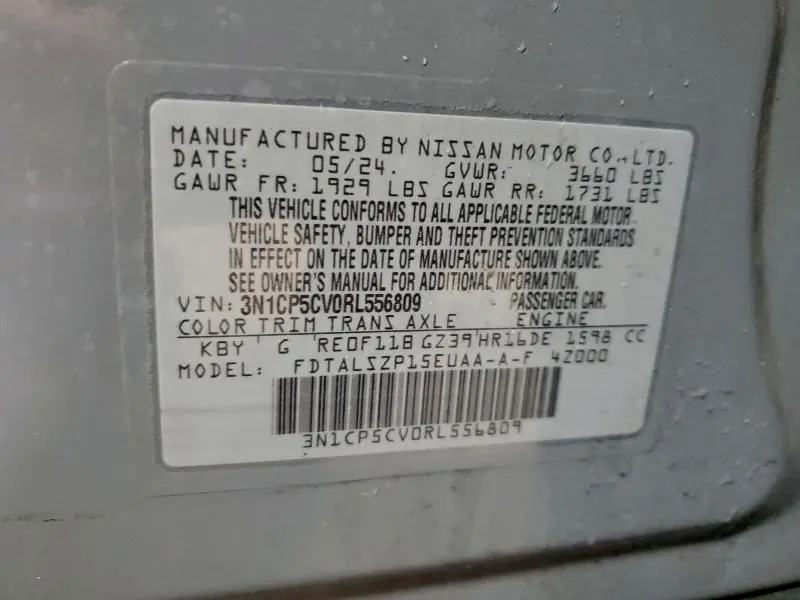 MANUFACTURED BY NISSAN MOTOR CO., LTD.
DATE: 05/24. GVWR: 3660 LBS
GAWR FR: 1929 LBS GAWR RR: 1731 LBS
THIS VEHICLE CONFORMS TO ALL APPLICABLE FEDERAL MOTOR
VEHICLE SAFETY, BUMPER AND THEFT PREVENTION STANDARDS
IN EFFECT ON THE DATE OF MANUFACTURE SHOWN ABOVE.
SEE OWNER'S MANUAL FOR ADDITIONAL INFORMATION
VIN: 3N1CP5CV0RL556809 PASSENGER CAR.
COLOR TRIM TRANS AXLE ENGINE
KBY G RE0F11B GZ39 HR16DE 1598 CC
MODEL: FDTALSZP15EUAA-A-F 4Z000
3N1CP5CV0RL556809